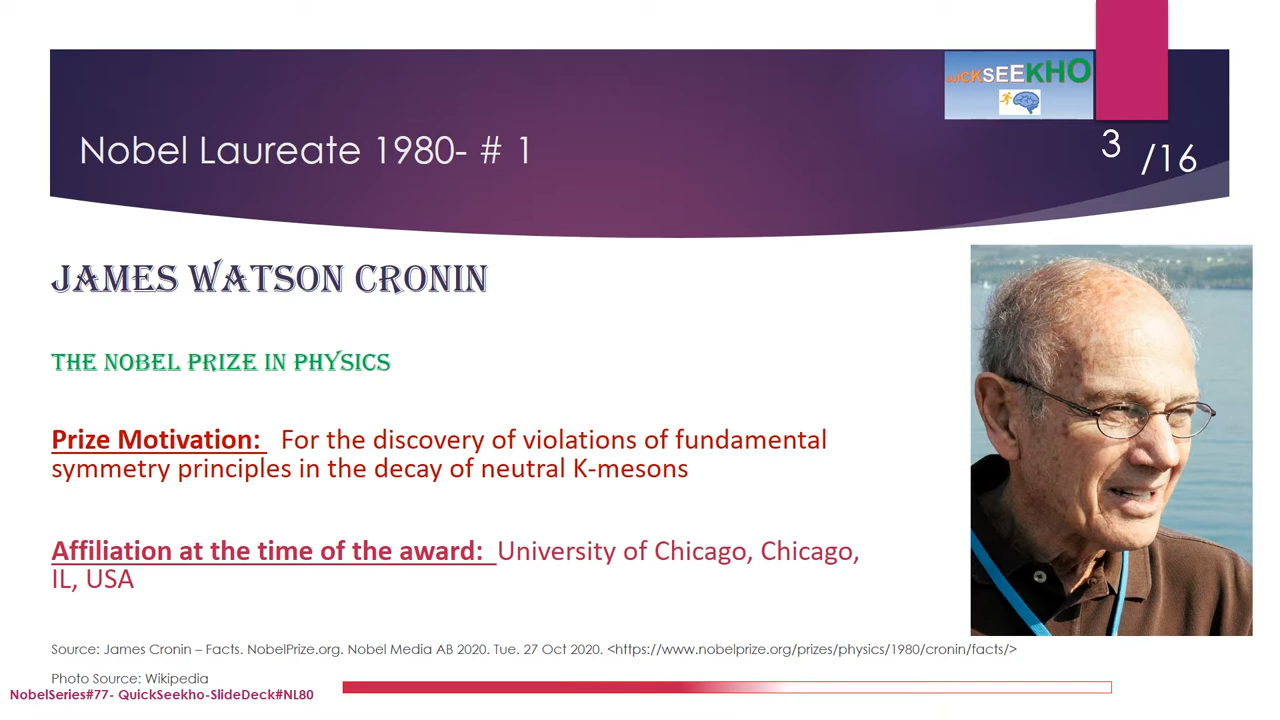 QUICKSEEKHO
Nobel Laureate 1980- # 1
3
/16
JAMES WATSON CRONIN
THE NOBEL PRIZE IN PHYSICS
Prize Motivation: For the discovery of violations of fundamental
symmetry principles in the decay of neutral K-mesons
Affiliation at the time of the award: University of Chicago, Chicago,
IL, USA
Source: James Cronin – Facts. NobelPrize.org. Nobel Media AB 2020. Tue. 27 Oct 2020. <https://www.nobelprize.org/prizes/physics/1980/cronin/facts/>
Photo Source: Wikipedia
NobelSeries#77- QuickSeekho-SlideDeck#NL80